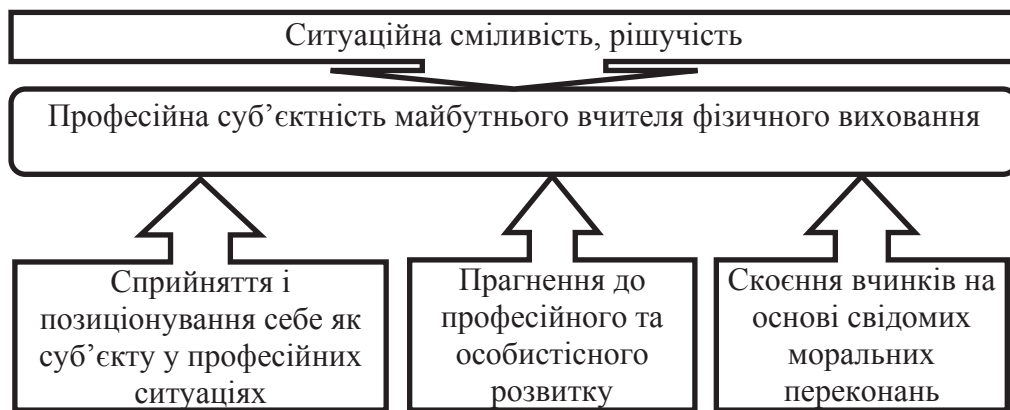 Ситуаційна сміливість, рішучість
Професійна суб’єктність майбутнього вчителя фізичного виховання
Сприйняття і
позиціонування себе як
суб’єкту у професійних
ситуаціях
Прагнення до
професійного та
особистісного
розвитку
Скоєння вчинків на
основі свідомих
моральних
переконань